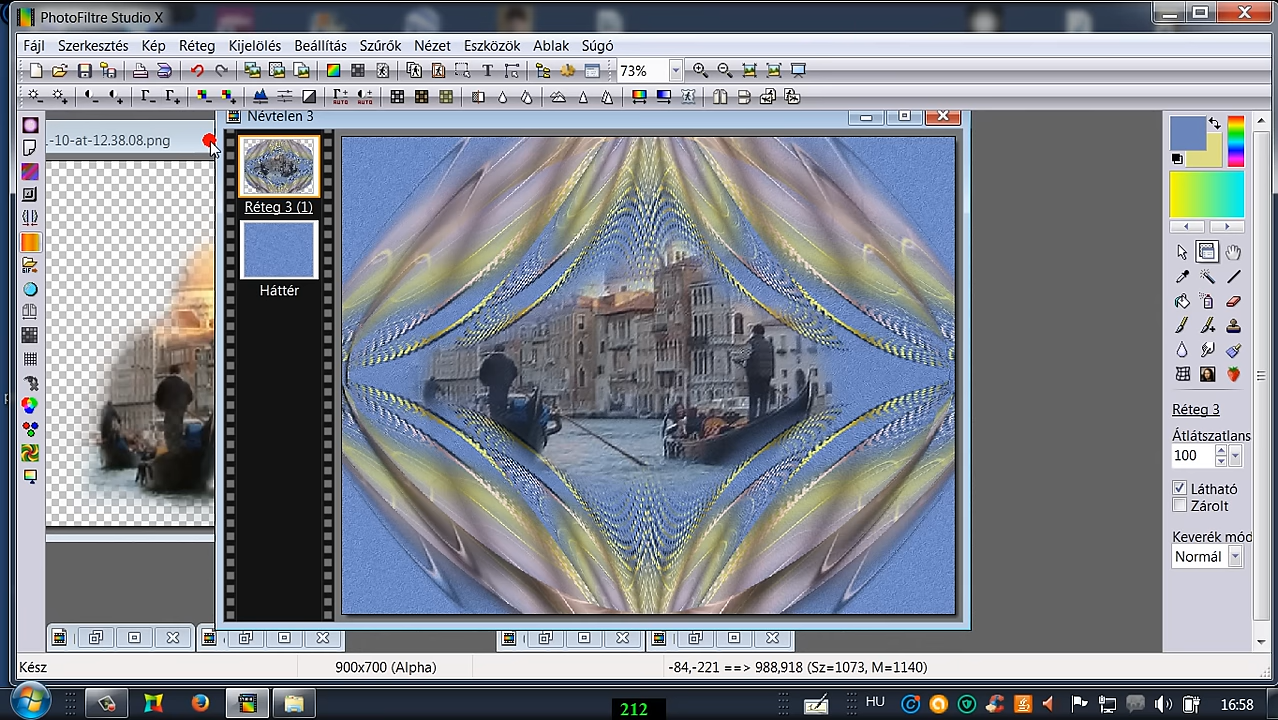 PhotoFiltre Studio X
Fájl Szerkesztés Kép Réteg Kijelölés Beállítás Szűrők Nézet Eszközök Ablak Súgó
73%
AUTO AUTO
Névtelen 3
-10-at-12.38.08.png
Réteg 3 (1)
Háttér
Réteg 3
Átlátszatlans
100
Látható
Zárolt
Keverék mód
Normál
Kész
900x700 (Alpha)
-84,-221 ==> 988,918 (Sz=1073, M=1140)
212
HU
16:58